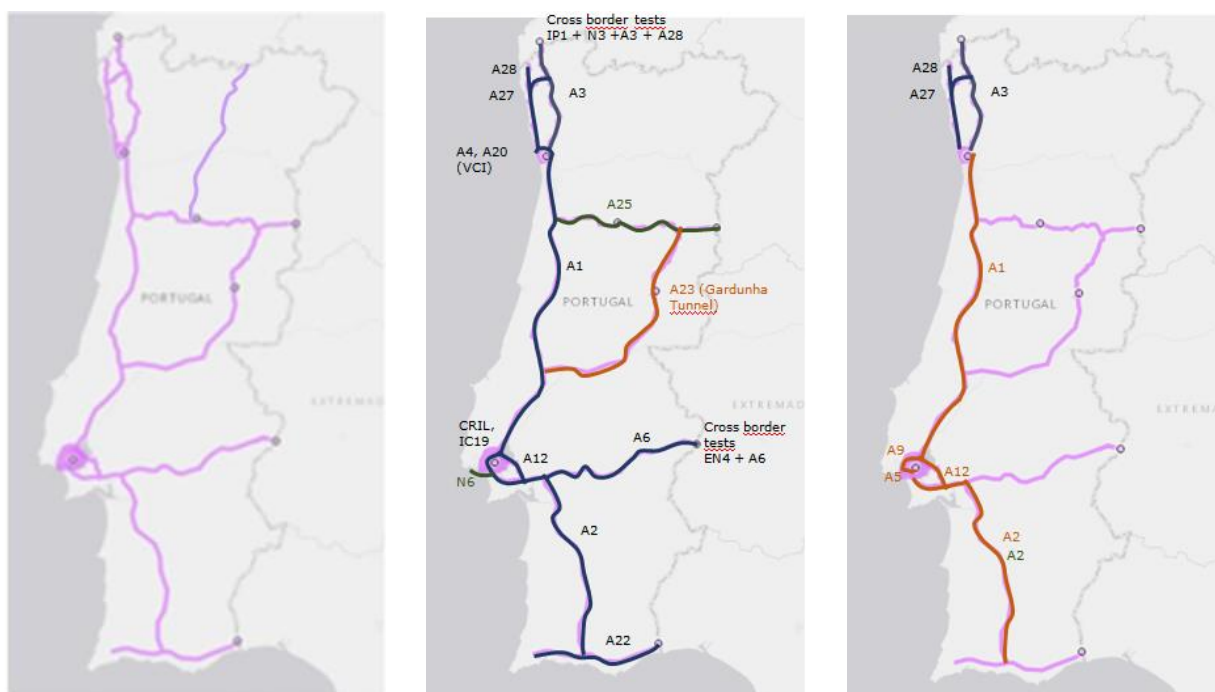 PORTUGAL
EXTREMAD
Cross border tests
IP1 + N3 +A3 + A28
A28
A27
A3
A4, A20
(VCI)
A25
A1
PORTUGAL
A23 (Gardunha
Tunnel)
EXTREMAD
CRIL,
IC19
A12
A6
Cross border
tests
EN4 + A6
N6
A2
A22
A28
A27
A3
A1
PORTUGAL
EXTREMAD
A9
A5
A12
A2
A2